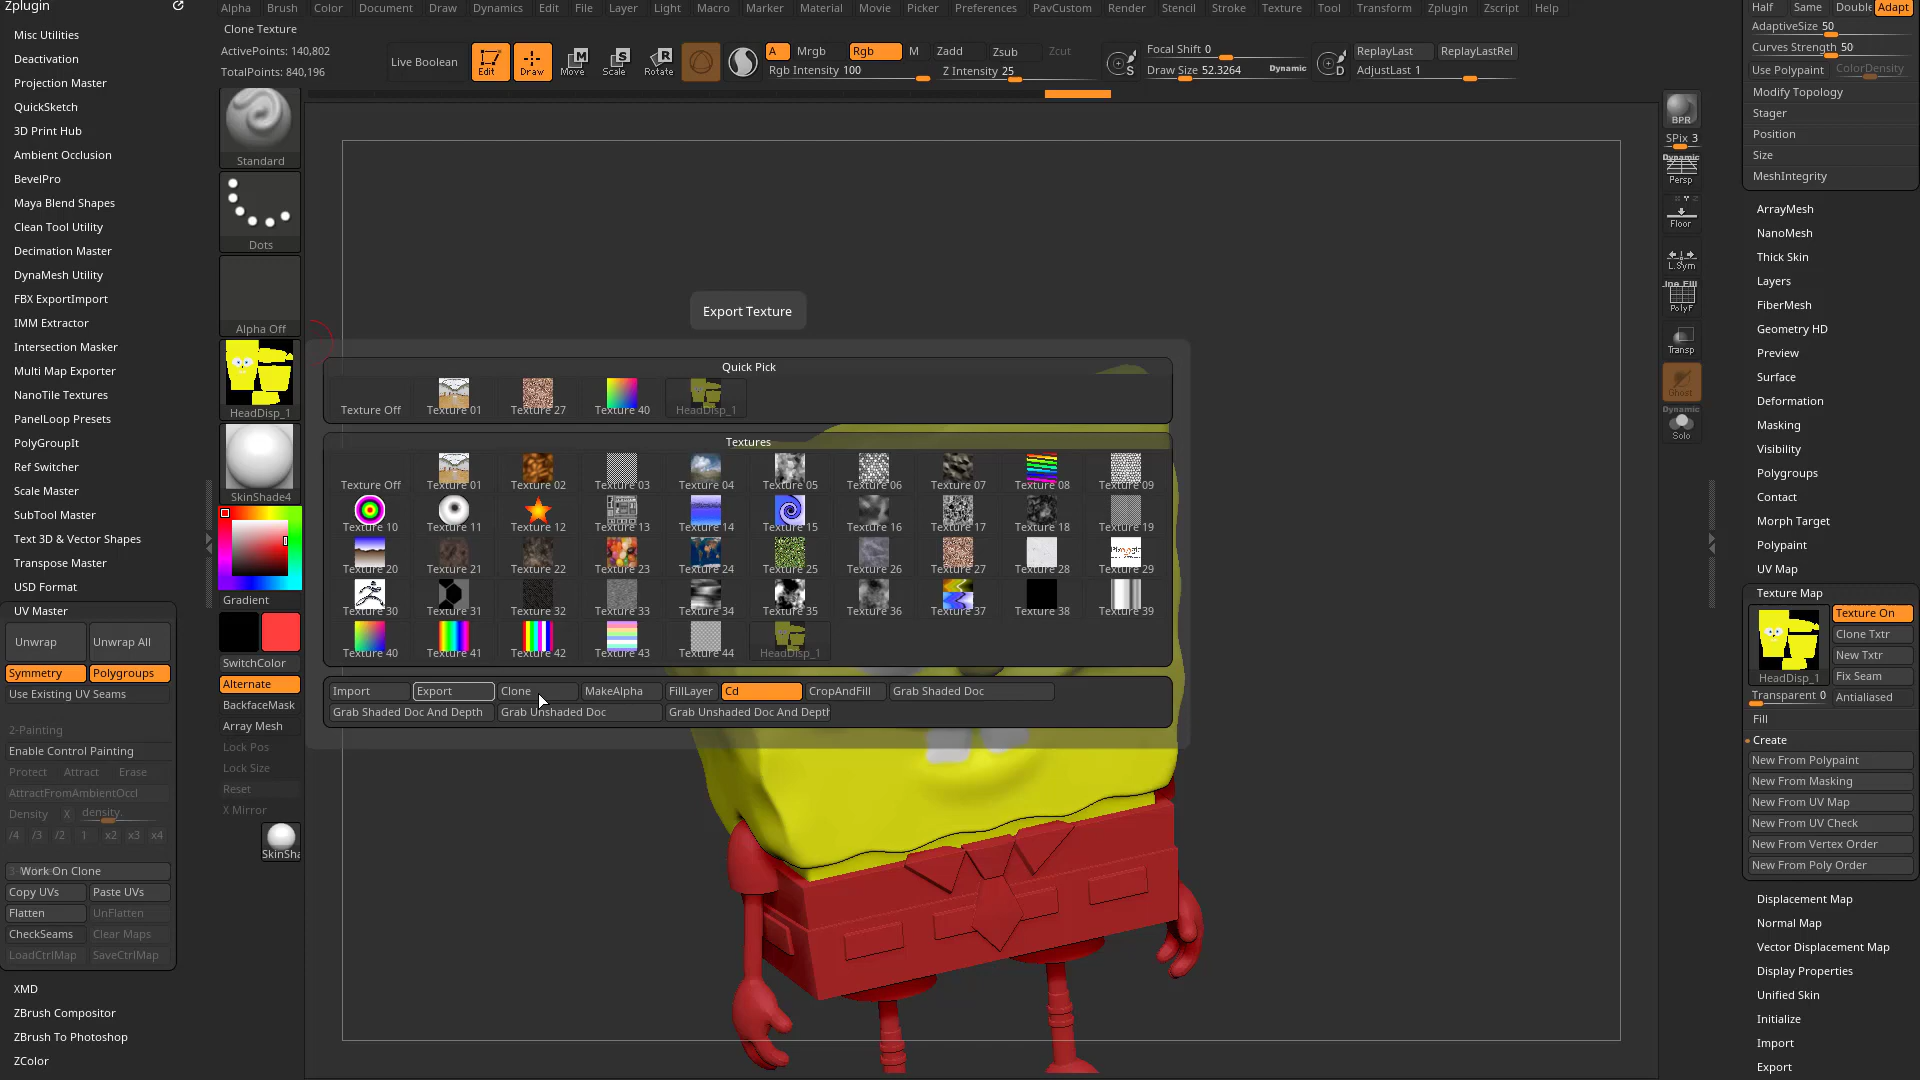 Zplugin
Alpha Brush Color Document Draw Dynamics Edit File Layer Light Macro Marker Material Movie Picker Preferences PavCustom Render Stencil Stroke Texture Tool Transform Zplugin Zscript Help
Clone Texture
ActivePoints: 140,802
TotalPoints: 840,196
Live Boolean
Edit
Draw
Move
Scale
Rotate
A Mrgb Rgb M Zadd Zsub Zcut
Rgb Intensity 100
Z Intensity 25
Focal Shift 0
Draw Size 52.3264 Dynamic
S
D
ReplayLast ReplayLastRel
AdjustLast 1
Misc Utilities
Deactivation
Projection Master
QuickSketch
3D Print Hub
Ambient Occlusion
BevelPro
Maya Blend Shapes
Clean Tool Utility
Decimation Master
DynaMesh Utility
FBX ExportImport
IMM Extractor
Intersection Masker
Multi Map Exporter
NanoTile Textures
PanelLoop Presets
PolyGroupIt
Ref Switcher
Scale Master
SubTool Master
Text 3D & Vector Shapes
Transpose Master
USD Format
UV Master
Unwrap Unwrap All
Symmetry Polygroups
Use Existing UV Seams
2-Painting
Enable Control Painting
Protect Attract Erase
AttractFromAmbientOccl
Density X density.
/4 /3 /2 1 x2 x3 x4
Work On Clone
Copy UVs Paste UVs
Flatten UnFlatten
CheckSeams Clear Maps
LoadCtrlMap SaveCtrlMap
XMD
ZBrush Compositor
ZBrush To Photoshop
ZColor
Standard
Dots
Alpha Off
HeadDisp_1
SkinShade4
Gradient
SwitchColor
Alternate
BackfaceMask
Array Mesh
Lock Pos
Lock Size
Reset
X Mirror
SkinSha
Export Texture
Quick Pick
Texture Off Texture 01 Texture 27 Texture 40 HeadDisp_1
Textures
Texture Off Texture 01 Texture 02 Texture 03 Texture 04 Texture 05 Texture 06 Texture 07 Texture 08 Texture 09
Texture 10 Texture 11 Texture 12 Texture 13 Texture 14 Texture 15 Texture 16 Texture 17 Texture 18 Texture 19
Texture 20 Texture 21 Texture 22 Texture 23 Texture 24 Texture 25 Texture 26 Texture 27 Texture 28 Texture 29
Texture 30 Texture 31 Texture 32 Texture 33 Texture 34 Texture 35 Texture 36 Texture 37 Texture 38 Texture 39
Texture 40 Texture 41 Texture 42 Texture 43 Texture 44 HeadDisp_1
Import Export Clone MakeAlpha FillLayer Cd CropAndFill Grab Shaded Doc
Grab Shaded Doc And Depth Grab Unshaded Doc Grab Unshaded Doc And Depth
BPR
SPix 3
Dynamic
Persp
Floor
L.Sym
Line Fill
PolyF
Transp
Ghost
Dynamic
Solo
Half Same Double Adapt
AdaptiveSize 50
Curves Strength 50
Use Polypaint ColorDensity
Modify Topology
Stager
Position
Size
MeshIntegrity
ArrayMesh
NanoMesh
Thick Skin
Layers
FiberMesh
Geometry HD
Preview
Surface
Deformation
Masking
Visibility
Polygroups
Contact
Morph Target
Polypaint
UV Map
Texture Map
Texture On
Clone Txtr
New Txtr
HeadDisp_1 Fix Seam
Transparent 0 Antialiased
Fill
Create
New From Polypaint
New From Masking
New From UV Map
New From UV Check
New From Vertex Order
New From Poly Order
Displacement Map
Normal Map
Vector Displacement Map
Display Properties
Unified Skin
Initialize
Import
Export